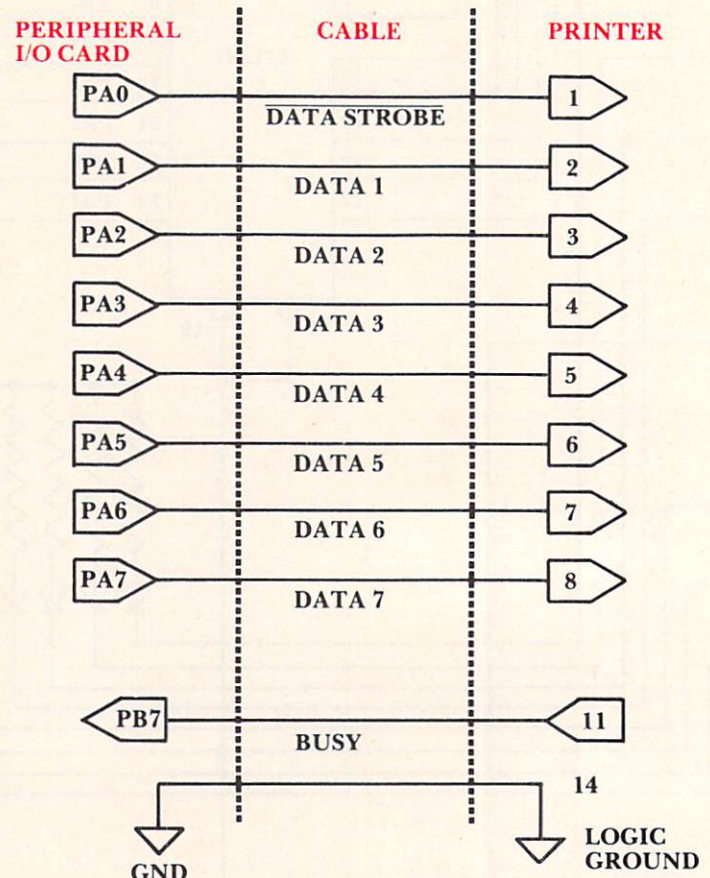 PERIPHERAL
I/O CARD
CABLE
PRINTER
PA0
DATA STROBE
1
PA1
DATA 1
2
PA2
DATA 2
3
PA3
DATA 3
4
PA4
DATA 4
5
PA5
DATA 5
6
PA6
DATA 6
7
PA7
DATA 7
8
PB7
BUSY
11
14
GND
LOGIC
GROUND